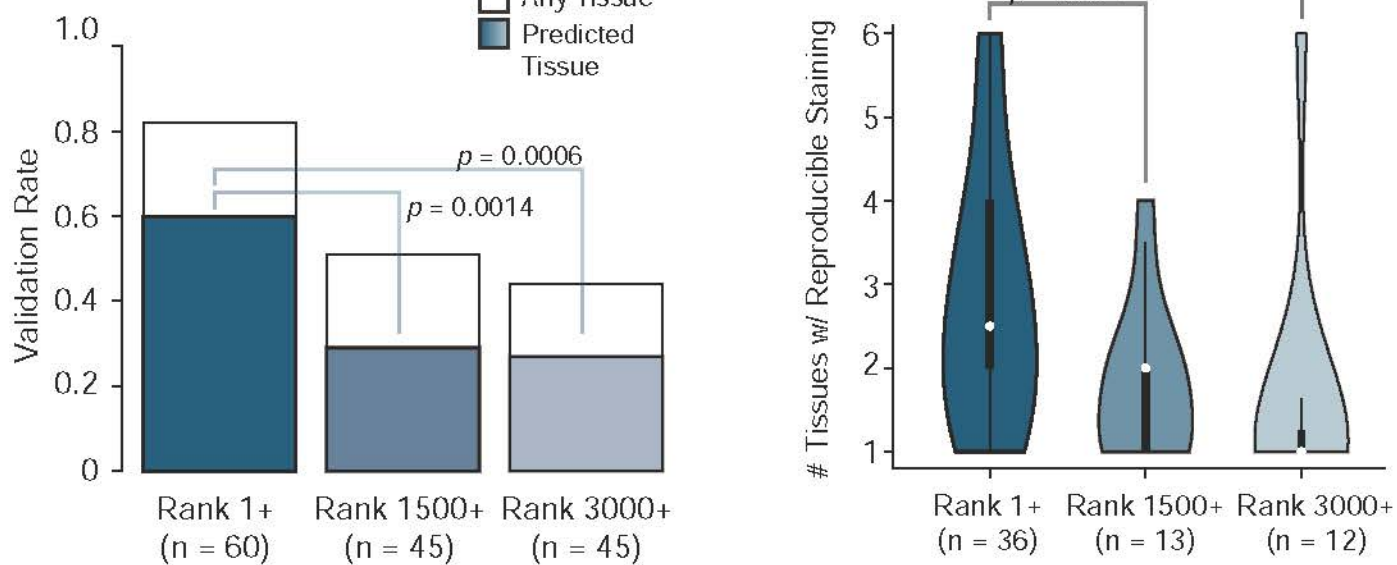 Any Tissue
Predicted
Tissue
Validation Rate
1.0
0.8
0.6
0.4
0.2
0
p = 0.0006
p = 0.0014
Rank 1+
(n = 60)
Rank 1500+
(n = 45)
Rank 3000+
(n = 45)
# Tissues w/ Reproducible Staining
6
5
4
3
2
1
Rank 1+
(n = 36)
Rank 1500+
(n = 13)
Rank 3000+
(n = 12)